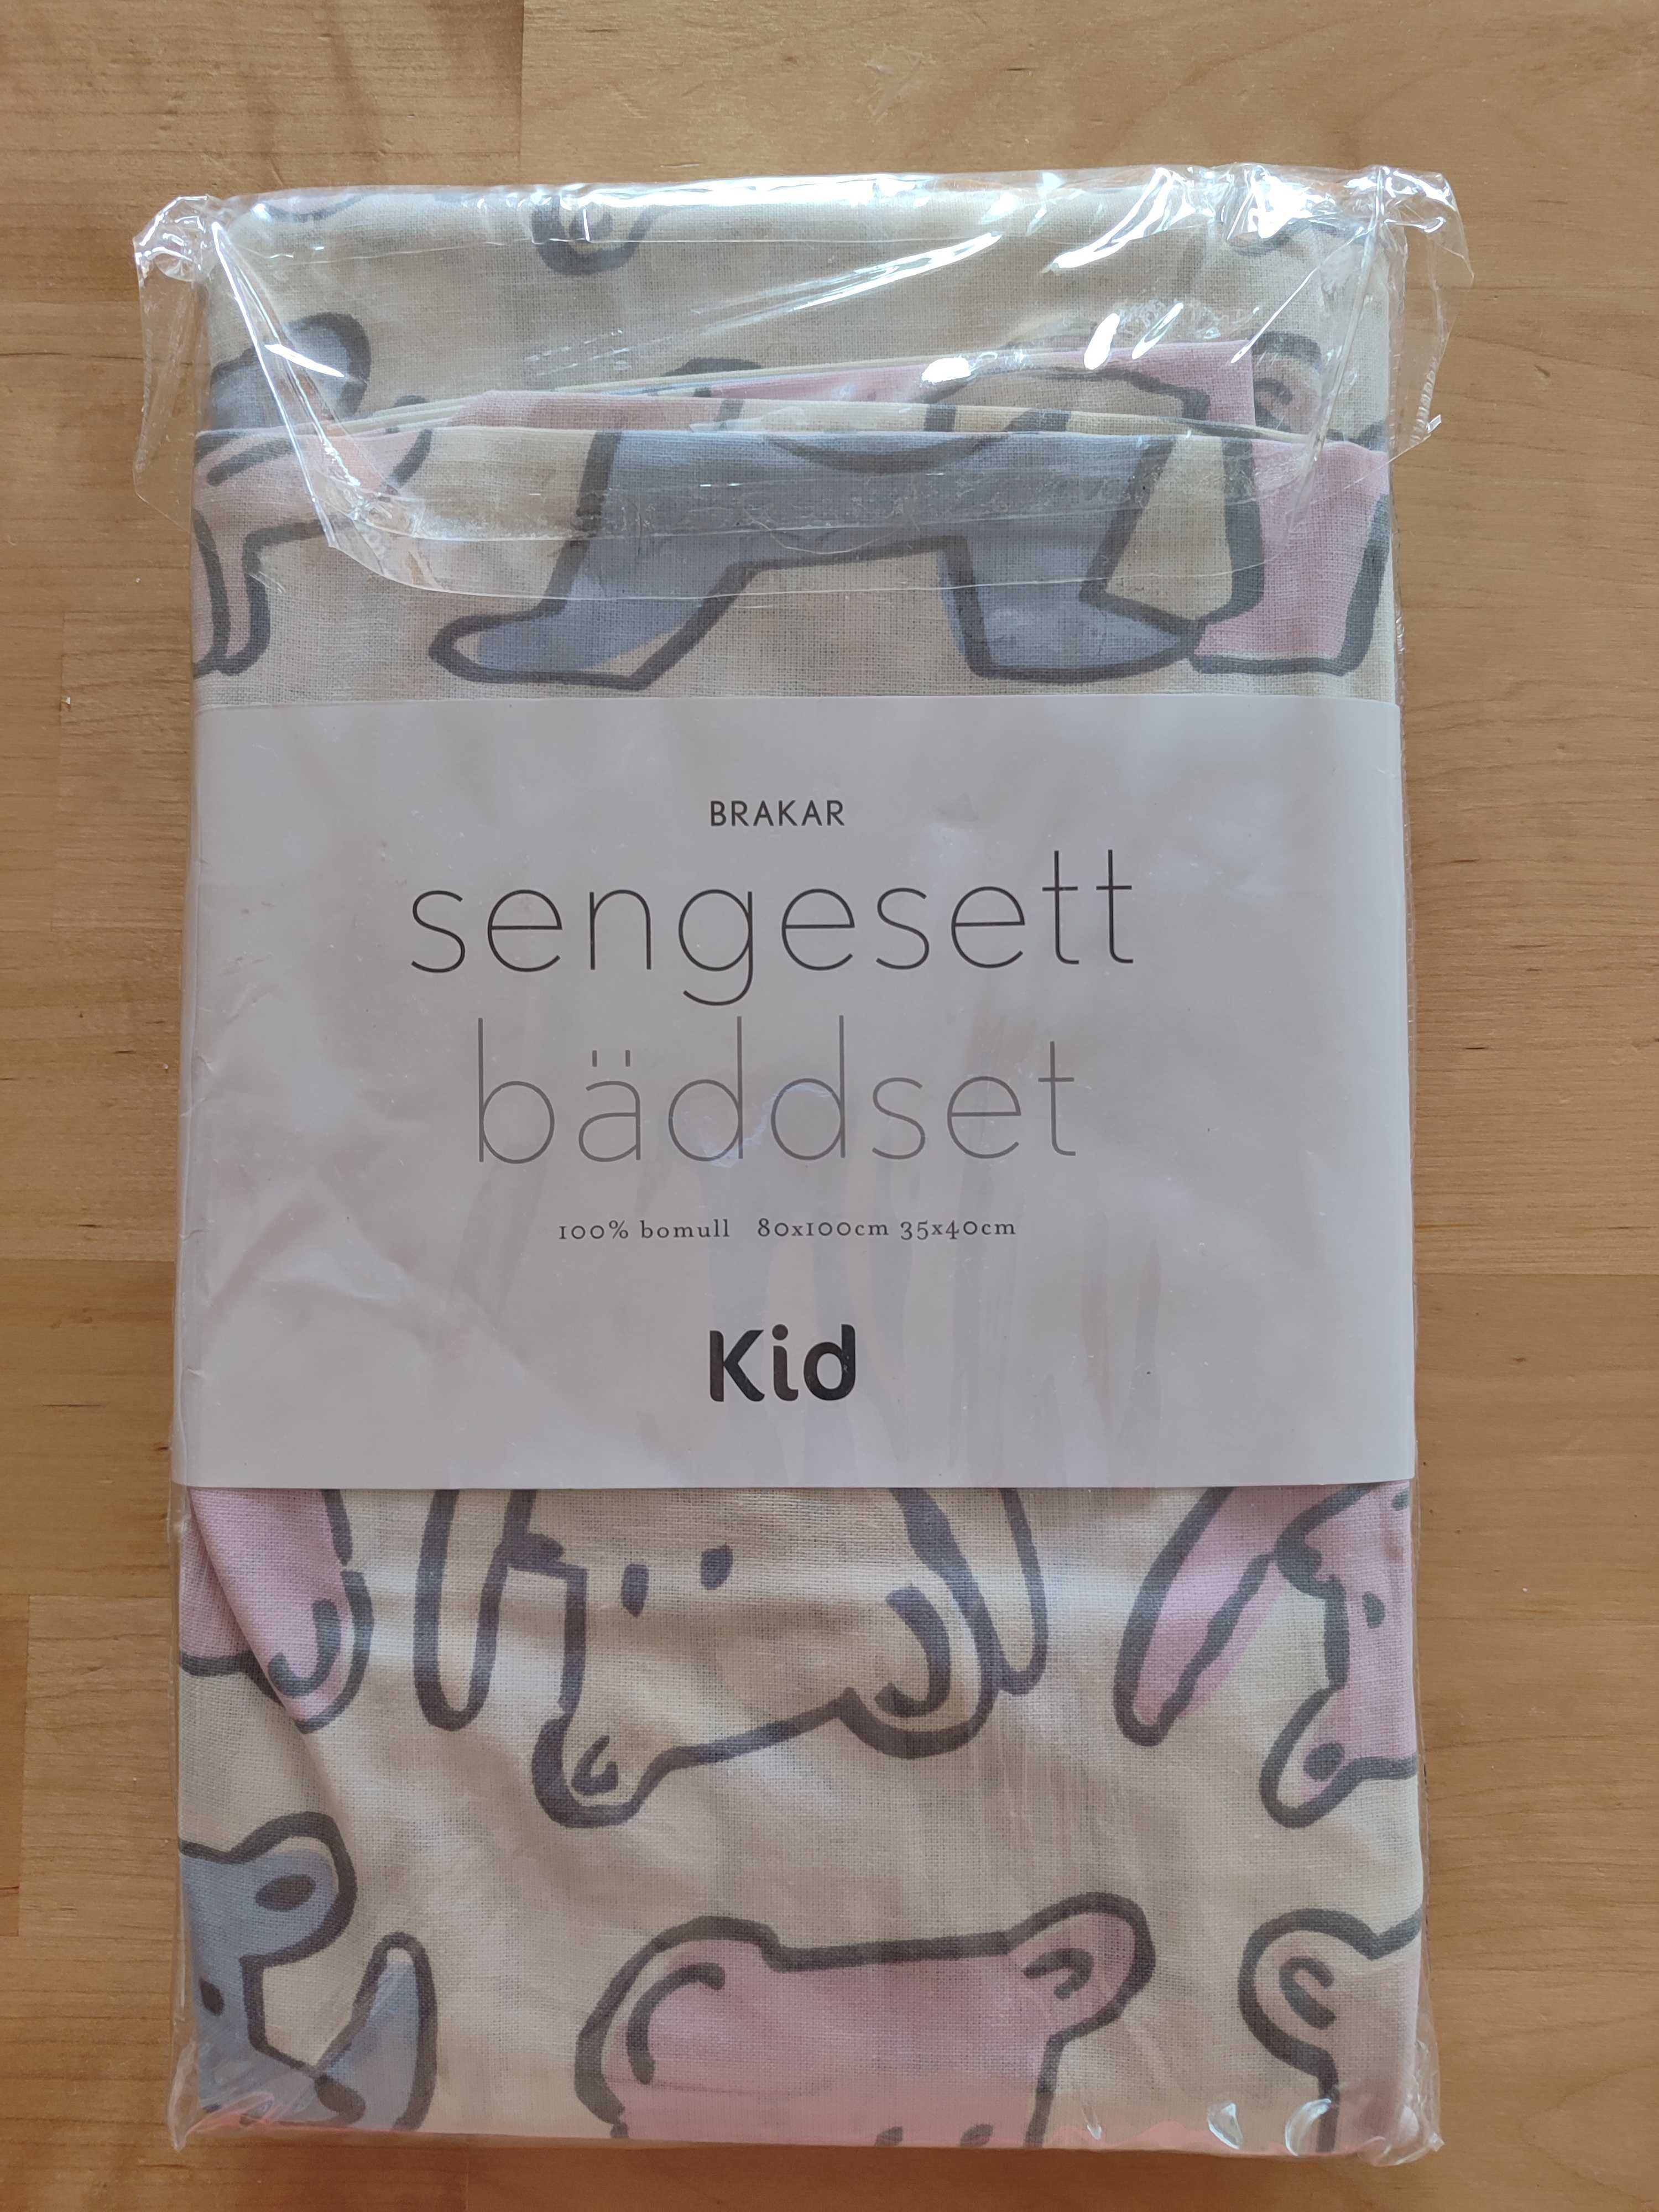 BRAKAR
sengesett
bäddset
100% bomull 80x100cm 35x40cm
Kid